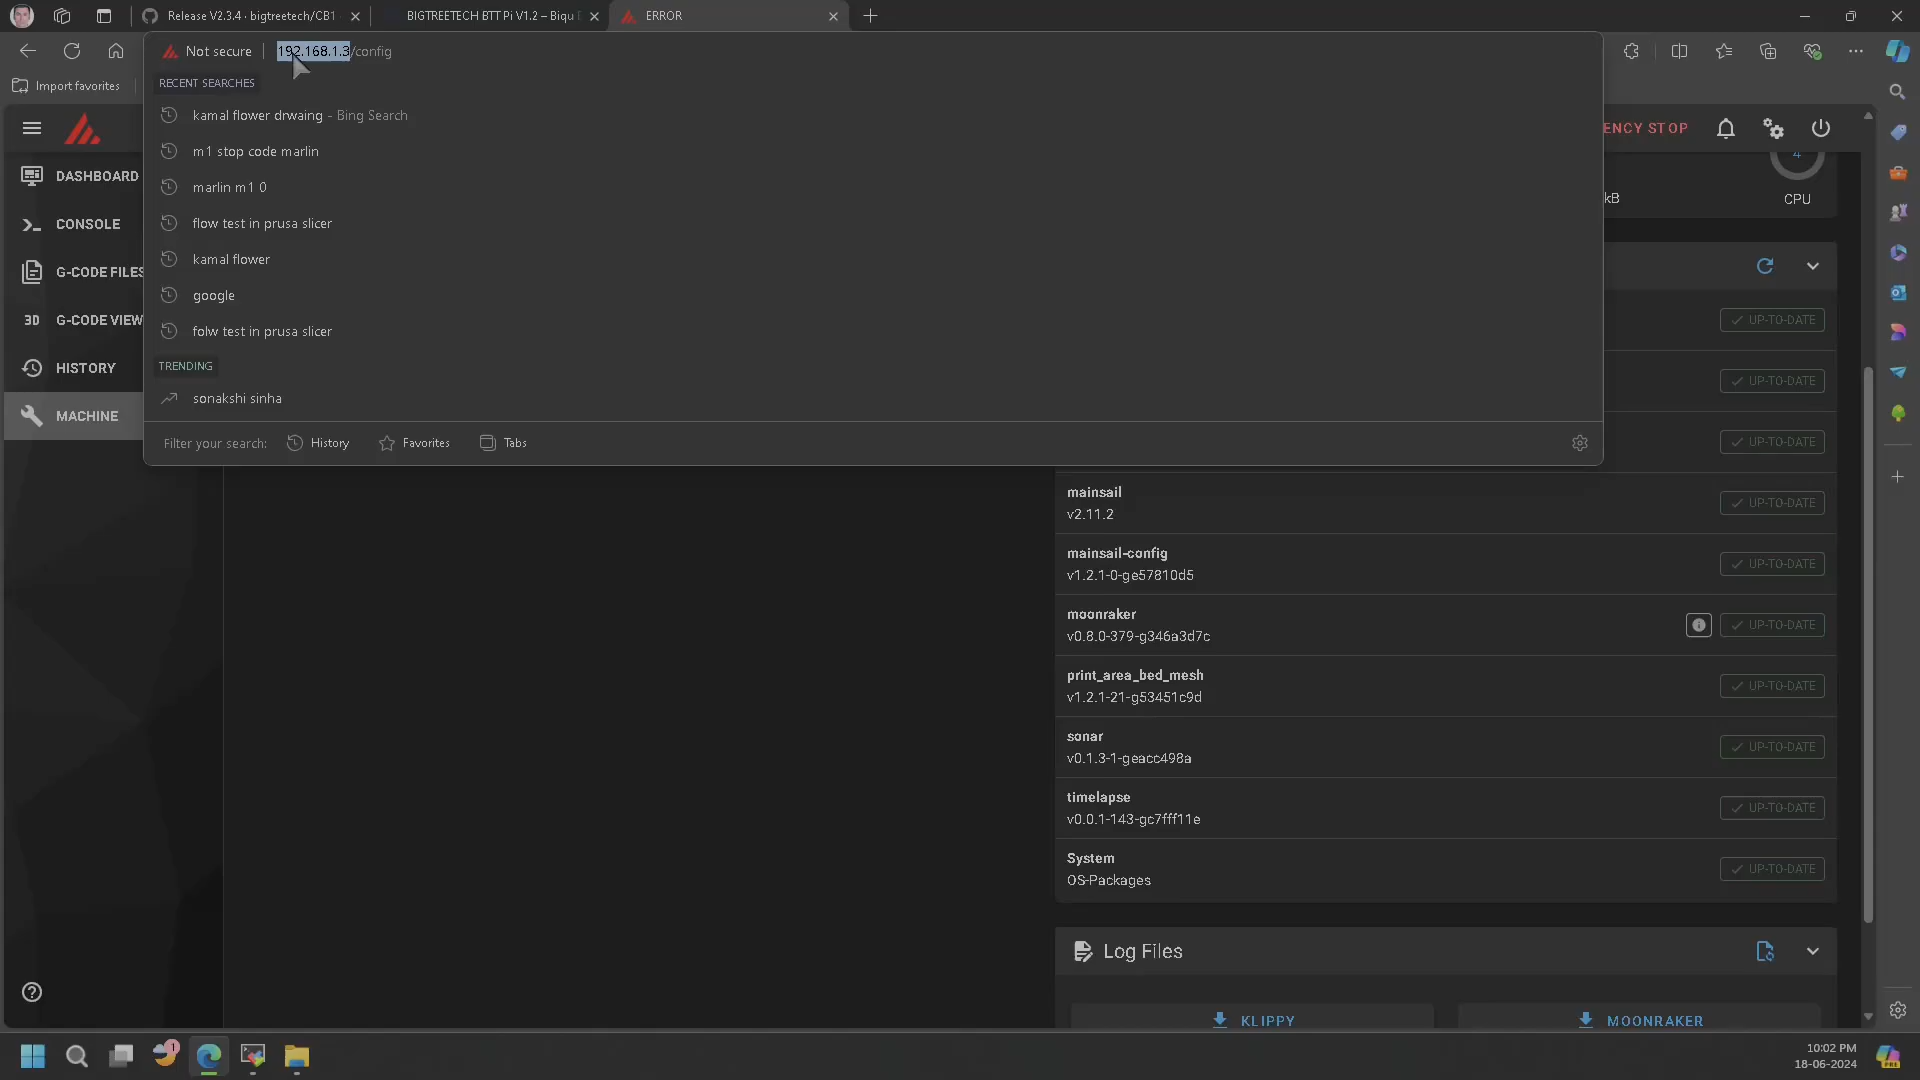 Release V2.3.4 · bigtreetech/CB1
BIGTREETECH BTT Pi V1.2 – Biqu
ERROR
Not secure
192.168.1.3/config
Import favorites
RECENT SEARCHES
kamal flower drwaing - Bing Search
m1 stop code marlin
marlin m1 0
flow test in prusa slicer
kamal flower
google
folw test in prusa slicer
TRENDING
sonakshi sinha
Filter your search:
History
Favorites
Tabs
DASHBOARD
CONSOLE
G-CODE FILES
3D
G-CODE VIEW
HISTORY
MACHINE
ENCY STOP
4
kB
CPU
UP-TO-DATE
UP-TO-DATE
UP-TO-DATE
mainsail
v2.11.2
UP-TO-DATE
mainsail-config
v1.2.1-0-ge57810d5
UP-TO-DATE
moonraker
v0.8.0-379-g346a3d7c
UP-TO-DATE
print_area_bed_mesh
v1.2.1-21-g53451c9d
UP-TO-DATE
sonar
v0.1.3-1-geacc498a
UP-TO-DATE
timelapse
v0.0.1-143-gc7fff11e
UP-TO-DATE
System
OS-Packages
UP-TO-DATE
Log Files
KLIPPY
MOONRAKER
1
10:02 PM
18-06-2024